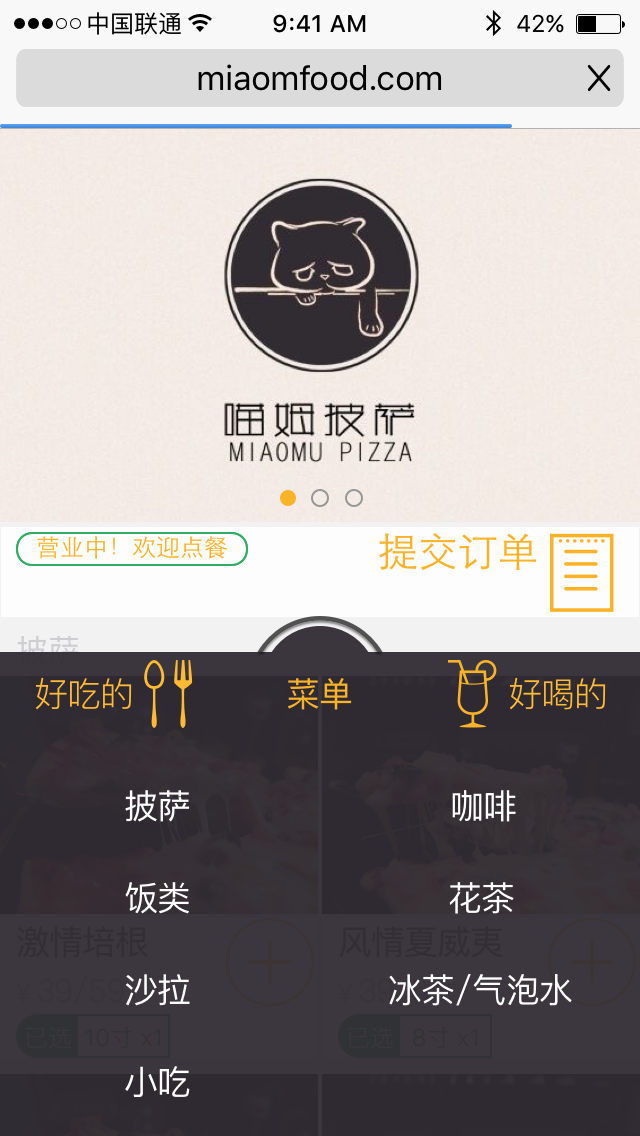 中国联通 9:41 AM 42%
miaomfood.com
喵姆披萨
MIAOMU PIZZA
营业中！欢迎点餐 提交订单
披萨
好吃的 菜单 好喝的
披萨 咖啡
饭类 花茶
激情培根 风情夏威夷
沙拉 冰茶/气泡水
已选 10寸 x1 已选 8寸 x1
小吃